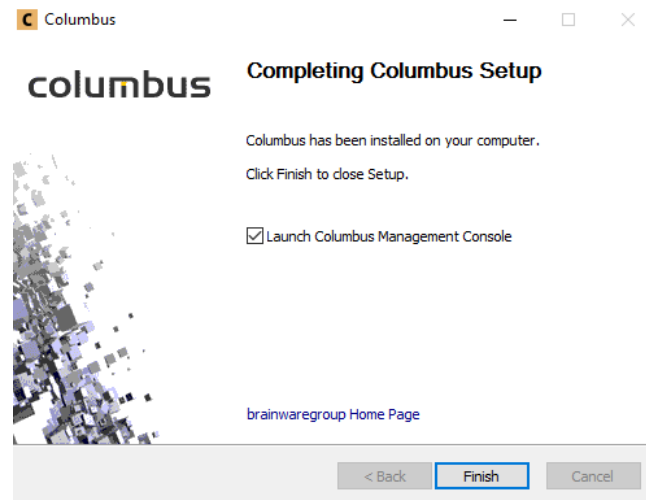 C Columbus
columbus
Completing Columbus Setup
Columbus has been installed on your computer.
Click Finish to close Setup.
Launch Columbus Management Console
brainwaregroup Home Page
< Back
Finish
Cancel